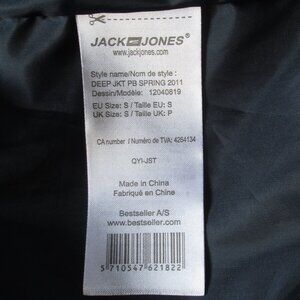 JACK JONES®
www.jackjones.com
Style name/Nom de style :
DEEP JKT PB SPRING 2011
Dessin/Modèle: 12040819
EU Size: S / Taille EU: S
UK Size: S / Taille UK: P
CA number / Numéro de TVA: 4264134
QYI-JST
Made in China
Fabriqué en Chine
Bestseller A/S
www.bestseller.com
5 710547 621822